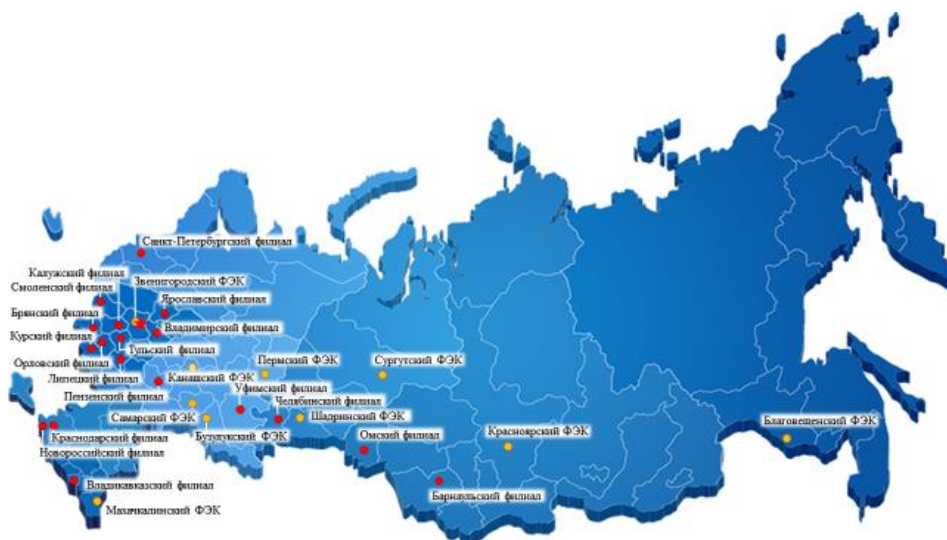 Санкт-Петербургский филиал
Калужский филиал
Звенигородский ФЭК
Смоленский филиал
Ярославский филиал
Брянский филиал
Владимирский филиал
Курский филиал
Тульский филиал
Орловский филиал
Пермский ФЭК
Сургутский ФЭК
Липецкий филиал
Канашский ФЭК
Уфимский филиал
Пензенский филиал
Челябинский филиал
Самарский ФЭК
Шадринский ФЭК
Благовещенский ФЭК
Краснодарский филиал
Бузулукский ФЭК
Омский филиал
Красноярский ФЭК
Новороссийский филиал
Владикавказский филиал
Барнаульский филиал
Махачкалинский ФЭК